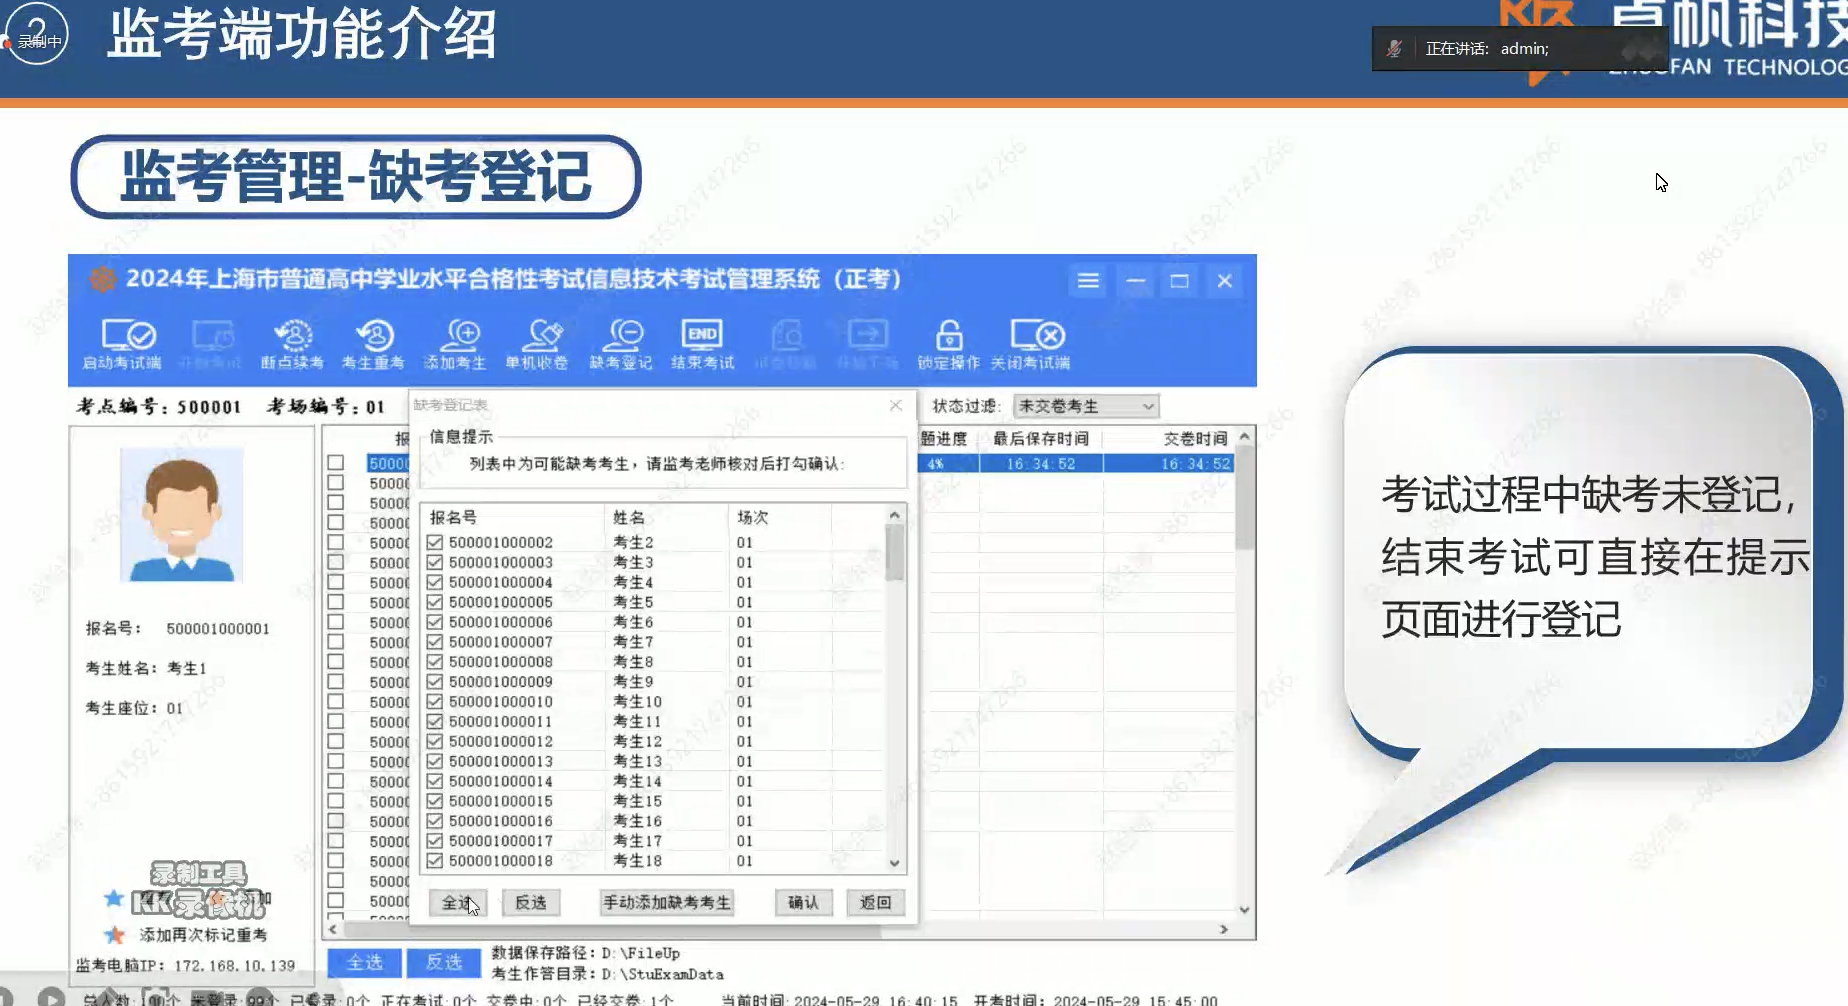 2
录制中
监考端功能介绍
卓帆科技
正在讲话: admin;
TECHNOLOG
监考管理-缺考登记
2024年上海市普通高中学业水平合格性考试信息技术考试管理系统（正考）
启动考试端 断点续考 考生重考 添加考生 单机收卷 缺考登记 结束考试 锁定操作 关闭考试端
END
考点编号: 500001 考场编号: 01
缺考登记表
状态过滤: 未交卷考生
信息提示
列表中为可能缺考考生，请监考老师核对后打勾确认:
题进度 最后保存时间 交卷时间
4% 16:34:52 16:34:52
报名号 姓名 场次
500001000002 考生2 01
500001000003 考生3 01
500001000004 考生4 01
500001000005 考生5 01
500001000006 考生6 01
500001000007 考生7 01
500001000008 考生8 01
500001000009 考生9 01
500001000010 考生10 01
500001000011 考生11 01
500001000012 考生12 01
500001000013 考生13 01
500001000014 考生14 01
500001000015 考生15 01
500001000016 考生16 01
500001000017 考生17 01
500001000018 考生18 01
全选 反选 手动添加缺考考生 确认 返回
报名号: 500001000001
考生姓名: 考生1
考生座位: 01
录制工具
KK录像机
添加再次标记重考
监考电脑IP: 172.168.10.139
全选 反选
数据保存路径: D:\FileUp
考生作答目录: D:\StuExamData
总人数:100个 未登录:99个 已登录:0个 正在考试:0个 交卷中:0个 已经交卷:1个 当前时间:2024-05-29 16:40:15 开考时间: 2024-05-29 15:45:00
考试过程中缺考未登记,
结束考试可直接在提示
页面进行登记